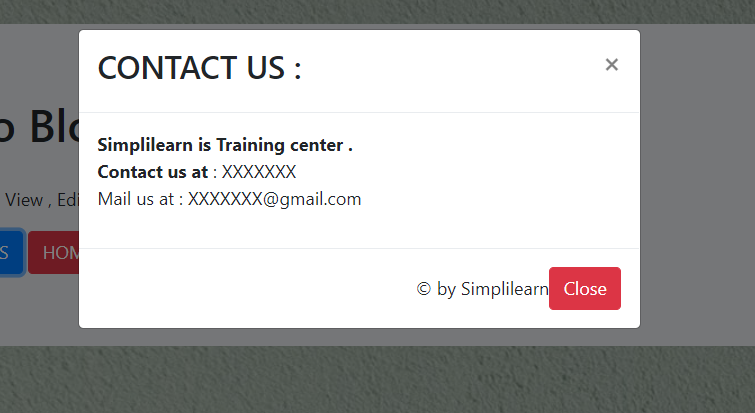 CONTACT US :
×
Simplilearn is Training center .
Contact us at : XXXXXXX
Mail us at : XXXXXXX@gmail.com
View , Edi
S
HOM
© by Simplilearn
Close